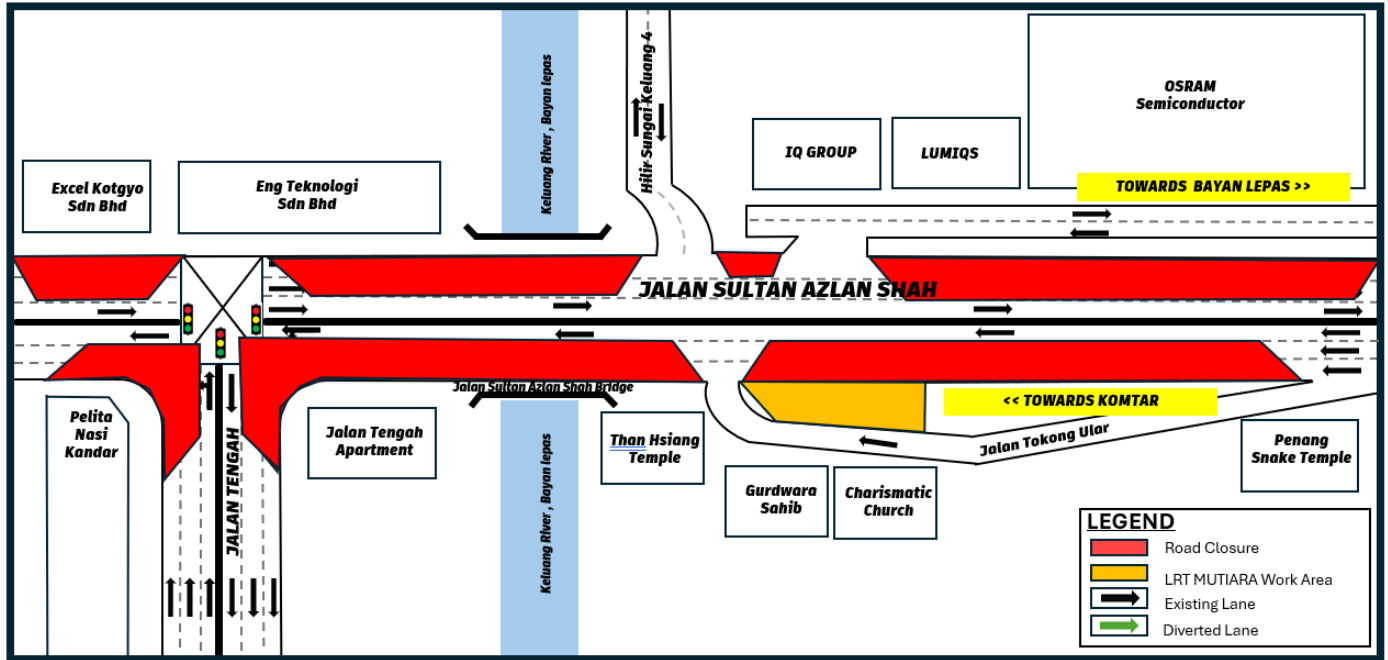 Keluang River , Bayan lepas
Hilir Sungai Keluang 4
OSRAM
Semiconductor
IQ GROUP
LUMIQS
Excel Kotgyo
Sdn Bhd
Eng Teknologi
Sdn Bhd
TOWARDS BAYAN LEPAS >>
JALAN SULTAN AZLAN SHAH
Jalan Sultan Azlan Shah Bridge
<< TOWARDS KOMTAR
Pelita
Nasi
Kandar
JALAN TENGAH
Jalan Tengah
Apartment
Keluang River , Bayan lepas
Than Hsiang
Temple
Jalan Tokong Ular
Penang
Snake Temple
Gurdwara
Sahib
Charismatic
Church
LEGEND
Road Closure
LRT MUTIARA Work Area
Existing Lane
Diverted Lane